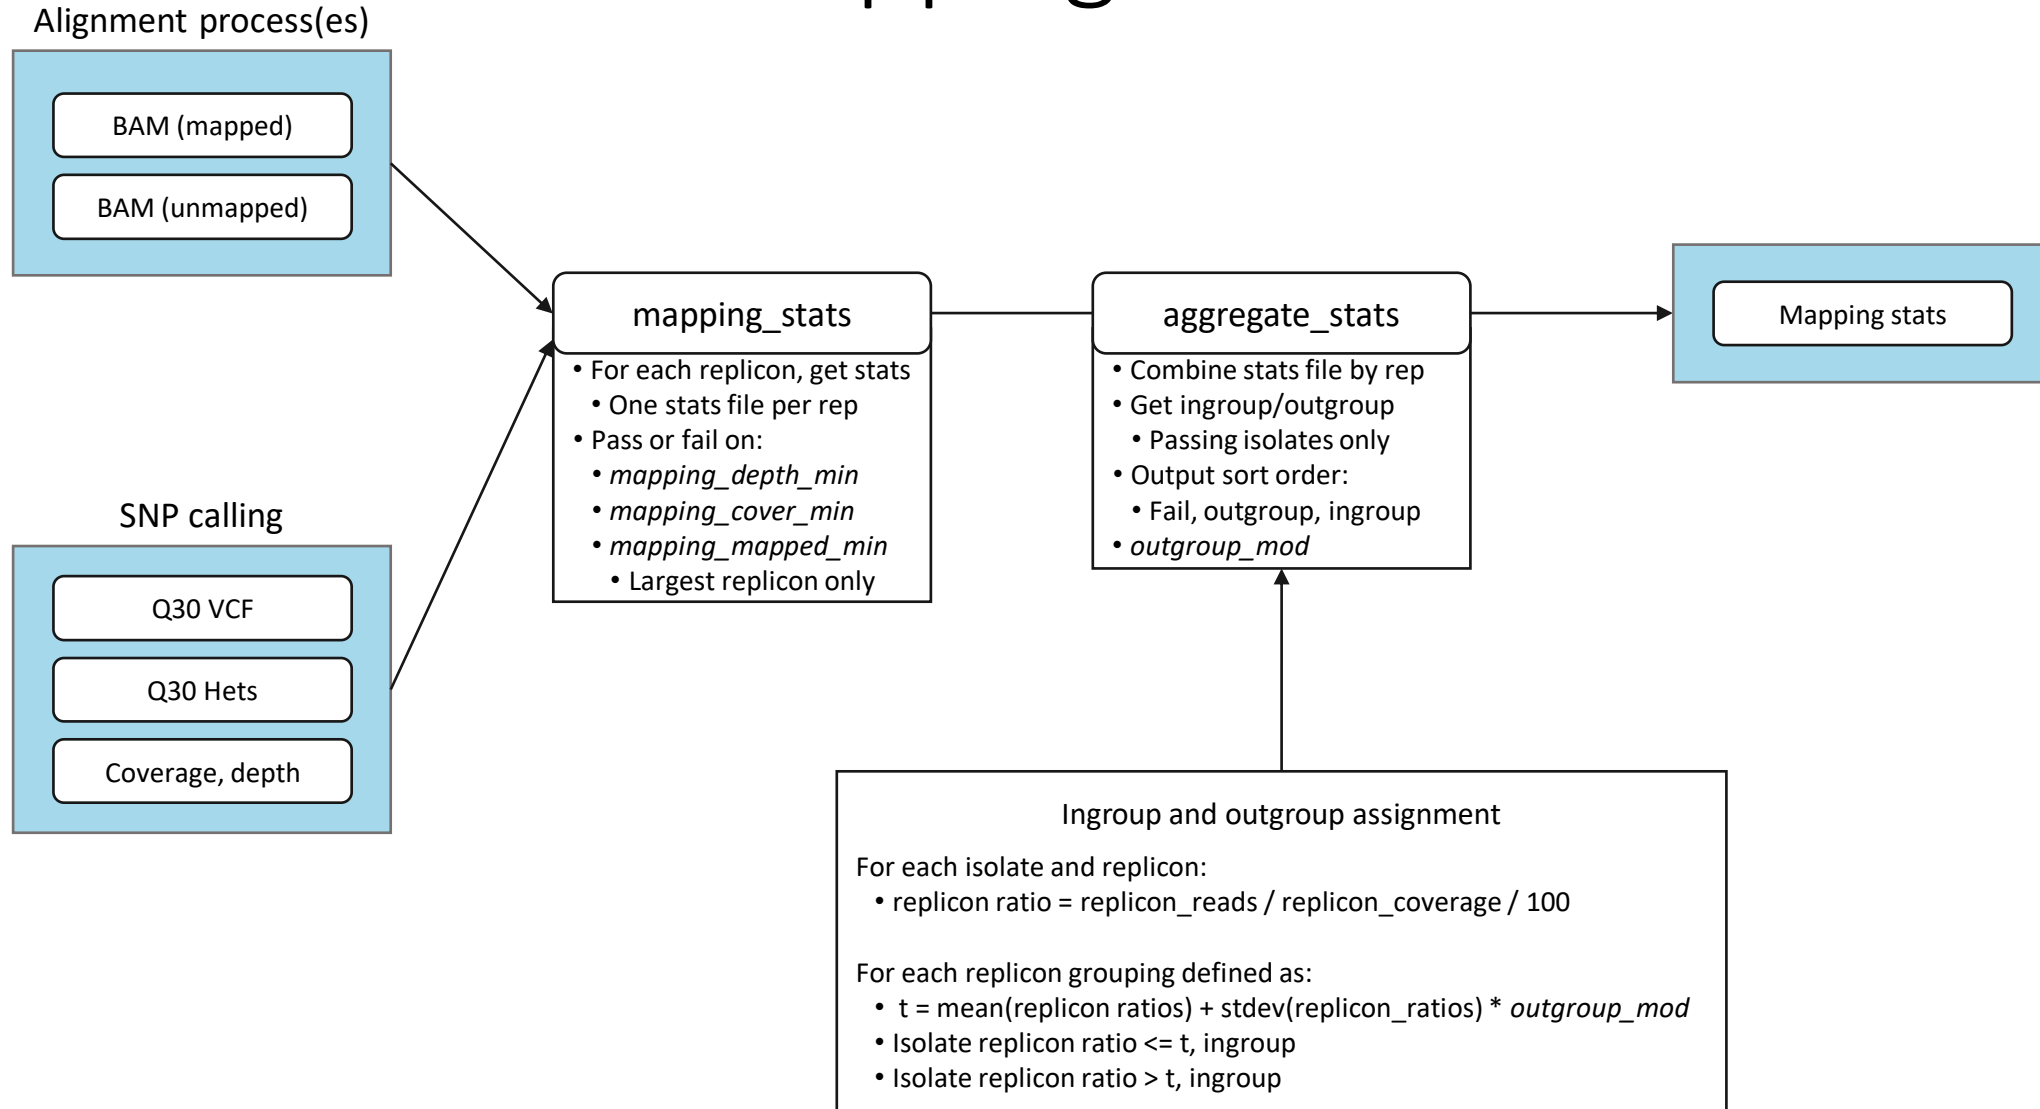 Alignment process(es)
BAM (mapped)
BAM (unmapped)
SNP calling
Q30 VCF
Q30 Hets
Coverage, depth
mapping_stats
• For each replicon, get stats
• One stats file per rep
• Pass or fail on:
• mapping_depth_min
• mapping_cover_min
• mapping_mapped_min
• Largest replicon only
aggregate_stats
• Combine stats file by rep
• Get ingroup/outgroup
• Passing isolates only
• Output sort order:
• Fail, outgroup, ingroup
• outgroup_mod
Mapping stats
Ingroup and outgroup assignment
For each isolate and replicon:
• replicon ratio = replicon_reads / replicon_coverage / 100
For each replicon grouping defined as:
• t = mean(replicon ratios) + stdev(replicon_ratios) * outgroup_mod
• Isolate replicon ratio <= t, ingroup
• Isolate replicon ratio > t, ingroup